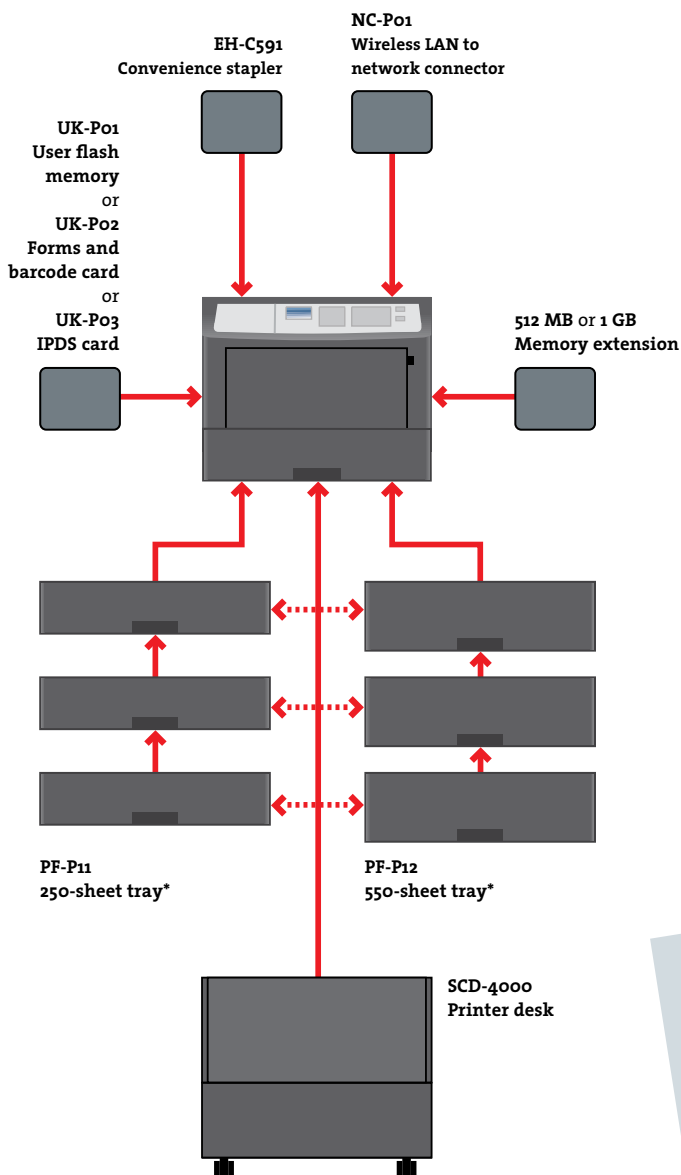 NC-P01
Wireless LAN to
network connector
EH-C591
Convenience stapler
UK-P01
User flash
memory
or
UK-P02
Forms and
barcode card
or
UK-P03
IPDS card
512 MB or 1 GB
Memory extension
PF-P11
250-sheet tray*
PF-P12
550-sheet tray*
SCD-4000
Printer desk